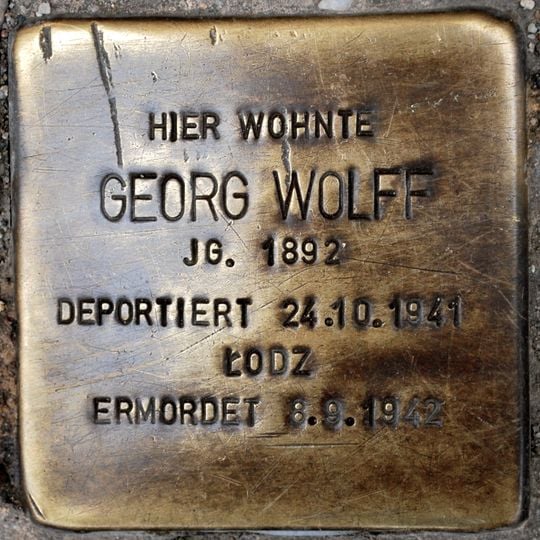 HIER WOHNTE
GEORG WOLFF
JG. 1892
DEPORTIERT 24.10.1941
ŁODZ
ERMORDET 8.9.1942